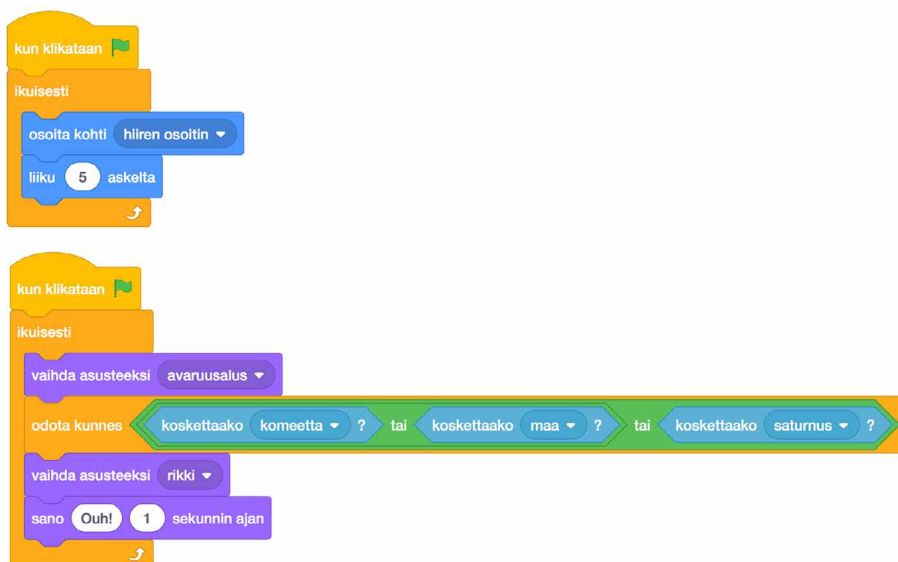 kun klikataan
ikuisesti
osoita kohti hiiren osoitin
liiku 5 askelta
kun klikataan
ikuisesti
vaihda asusteeksi avaruusalus
odota kunnes koskettaako komeetta ? tai koskettaako maa ? tai koskettaako saturnus ?
vaihda asusteeksi rikki
sano Ouh! 1 sekunnin ajan